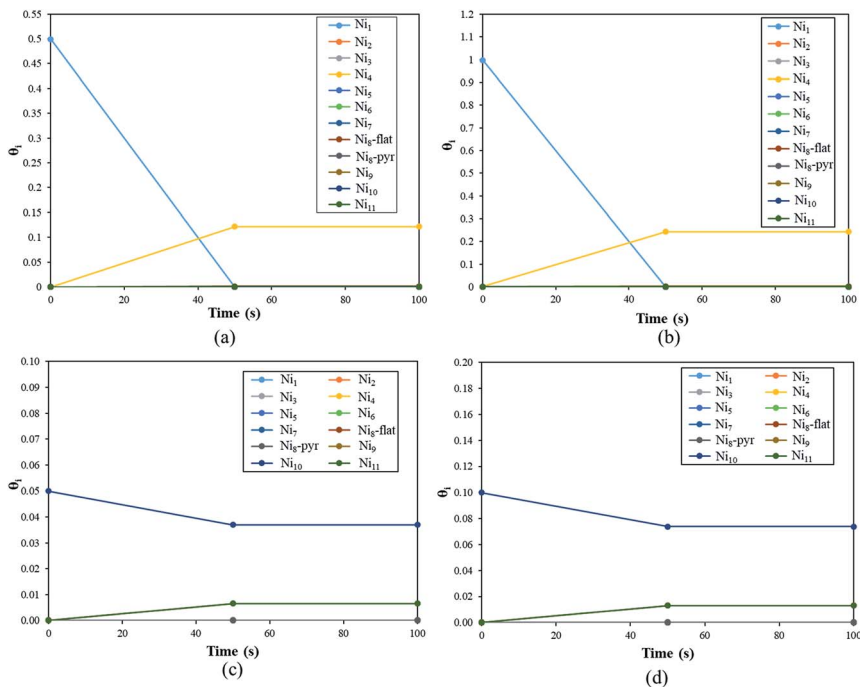 0.55
0.5
0.45
0.4
0.35
0.3
0.25
0.2
0.15
0.1
0.05
0
θi
0 20 40 60 80 100
Time (s)
Ni1
Ni2
Ni3
Ni4
Ni5
Ni6
Ni7
Ni8-flat
Ni8-pyr
Ni9
Ni10
Ni11
(a)
1.2
1.1
1
0.9
0.8
0.7
0.6
0.5
0.4
0.3
0.2
0.1
0
θi
0 20 40 60 80 100
Time (s)
Ni1
Ni2
Ni3
Ni4
Ni5
Ni6
Ni7
Ni8-flat
Ni8-pyr
Ni9
Ni10
Ni11
(b)
0.10
0.09
0.08
0.07
0.06
0.05
0.04
0.03
0.02
0.01
0.00
θi
0 20 40 60 80 100
Time (s)
Ni1 Ni2
Ni3 Ni4
Ni5 Ni6
Ni7 Ni8-flat
Ni8-pyr Ni9
Ni10 Ni11
(c)
0.20
0.18
0.16
0.14
0.12
0.10
0.08
0.06
0.04
0.02
0.00
θi
0 20 40 60 80 100
Time (s)
Ni1 Ni2
Ni3 Ni4
Ni5 Ni6
Ni7 Ni8-flat
Ni8-pyr Ni9
Ni10 Ni11
(d)